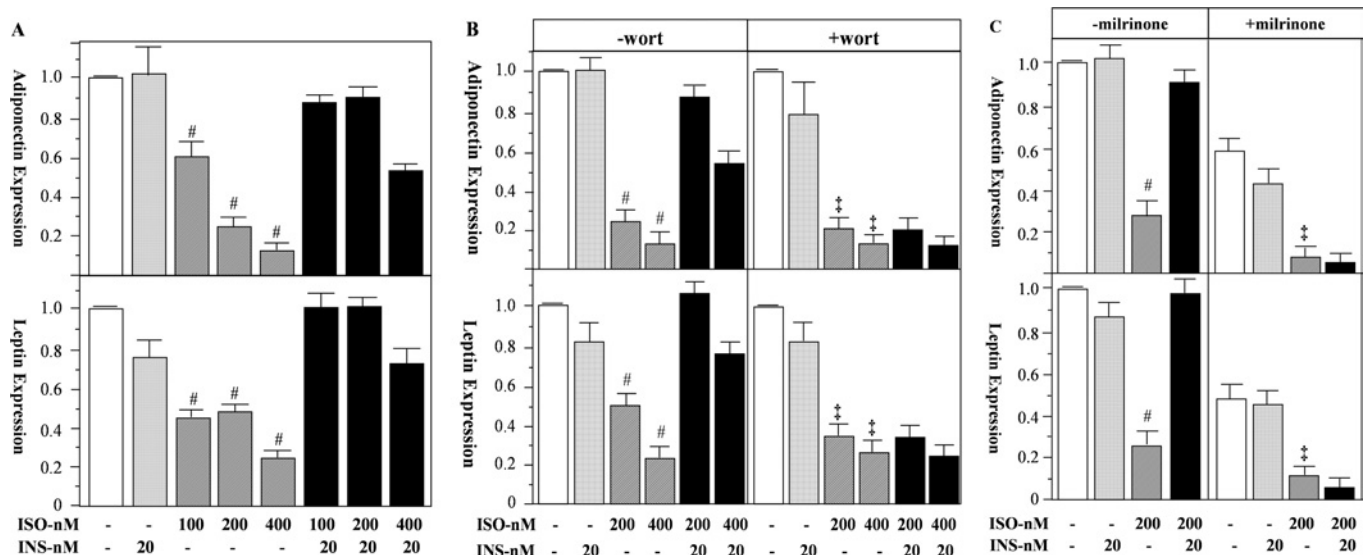 A
Adiponectin Expression
1.0
0.8
0.6
0.4
0.2
# # #
Leptin Expression
1.0
0.8
0.6
0.4
0.2
0
# # #
ISO-nM - - 100 200 400 100 200 400
INS-nM - 20 - - - 20 20 20
B
-wort +wort
Adiponectin Expression
1.0
0.8
0.6
0.4
0.2
# # ‡ ‡
Leptin Expression
1.0
0.8
0.6
0.4
0.2
0
# # ‡ ‡
ISO-nM - - 200 400 200 400 - - 200 400 200 400
INS-nM - 20 - - 20 20 - 20 - - 20 20
C
-milrinone +milrinone
Adiponectin Expression
1.0
0.8
0.6
0.4
0.2
# ‡
Leptin Expression
1.0
0.8
0.6
0.4
0.2
0
# ‡
ISO-nM - - 200 200 - - 200 200
INS-nM - 20 - 20 - 20 - 20